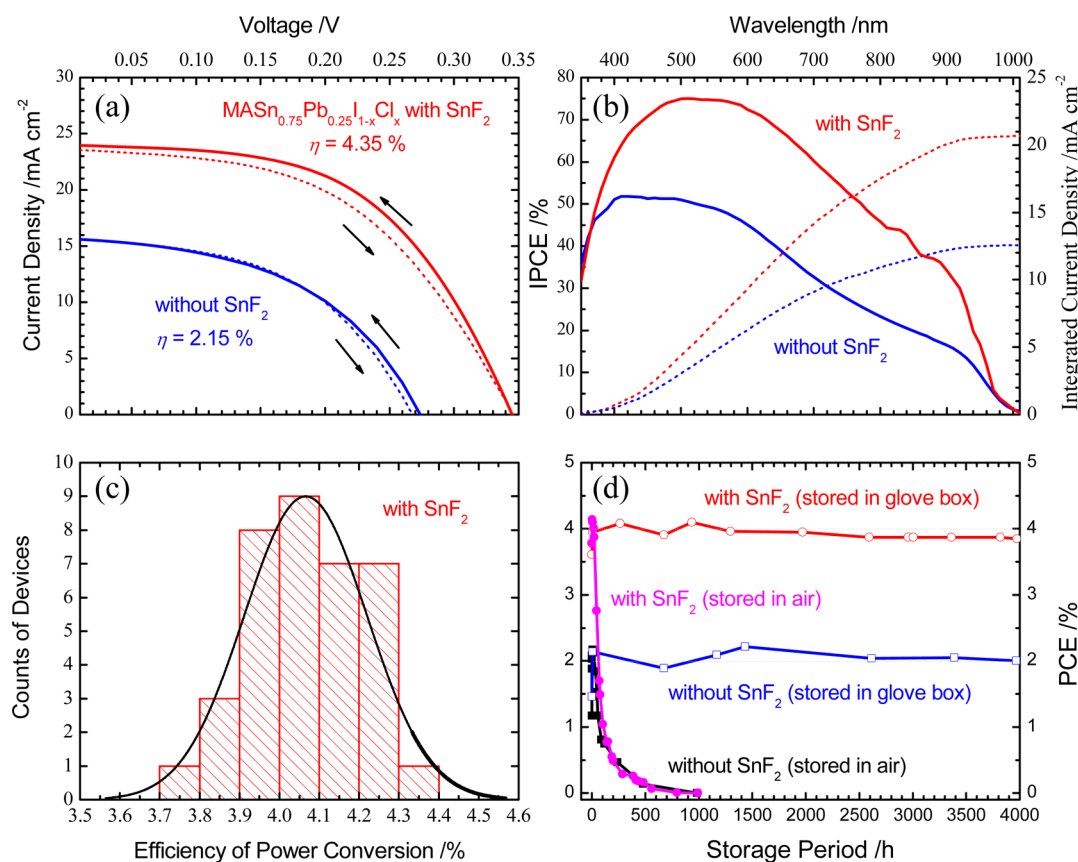 Voltage /V
0.05 0.10 0.15 0.20 0.25 0.30 0.35
30
25
20
15
10
5
0
Current Density /mA cm-2
(a)
MASn0.75Pb0.25I1-xClx with SnF2
η = 4.35 %
without SnF2
η = 2.15 %
Wavelength /nm
400 500 600 700 800 900 1000
80
70
60
50
40
30
20
10
0
IPCE /%
(b)
with SnF2
without SnF2
25
20
15
10
5
0
Integrated Current Density /mA cm-2
10
9
8
7
6
5
4
3
2
1
0
Counts of Devices
(c)
with SnF2
3.5 3.6 3.7 3.8 3.9 4.0 4.1 4.2 4.3 4.4 4.5 4.6
Efficiency of Power Conversion /%
5
4
3
2
1
0
(d)
with SnF2 (stored in glove box)
with SnF2 (stored in air)
without SnF2 (stored in glove box)
without SnF2 (stored in air)
5
4
3
2
1
0
PCE /%
0 500 1000 1500 2000 2500 3000 3500 4000
Storage Period /h